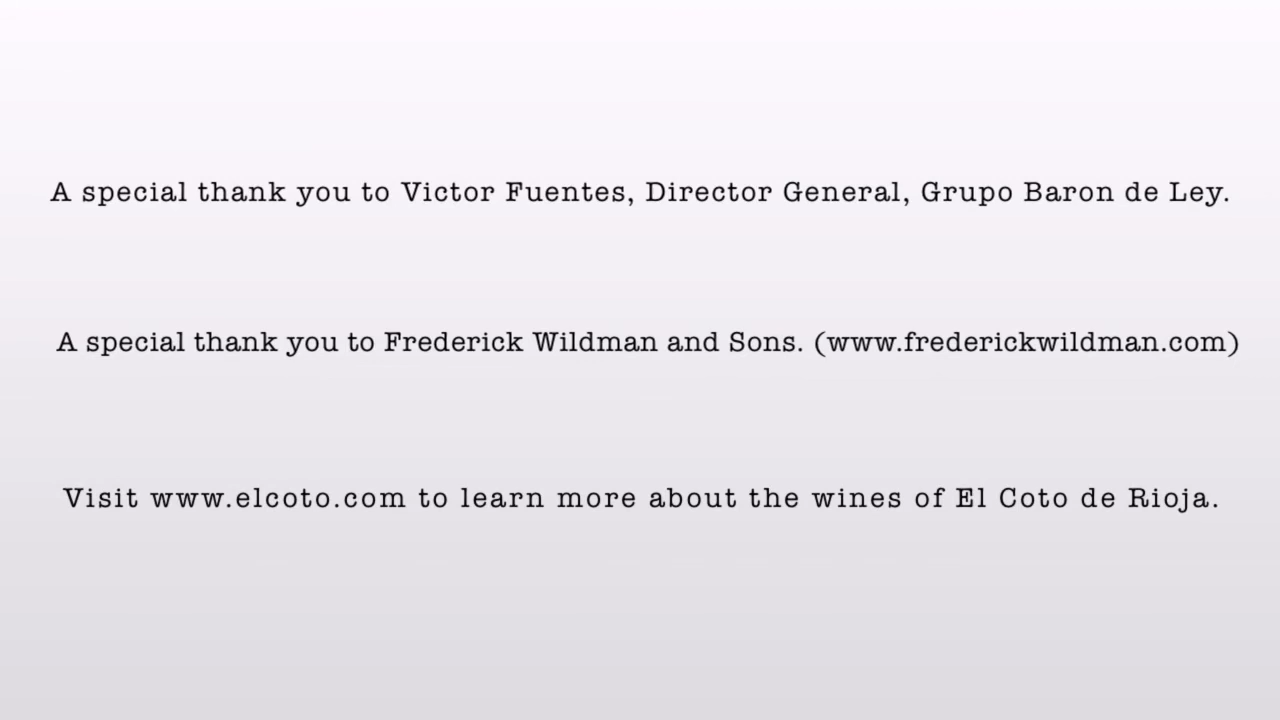 A special thank you to Victor Fuentes, Director General, Grupo Baron de Ley.
A special thank you to Frederick Wildman and Sons. (www.frederickwildman.com)
Visit www.elcoto.com to learn more about the wines of El Coto de Rioja.